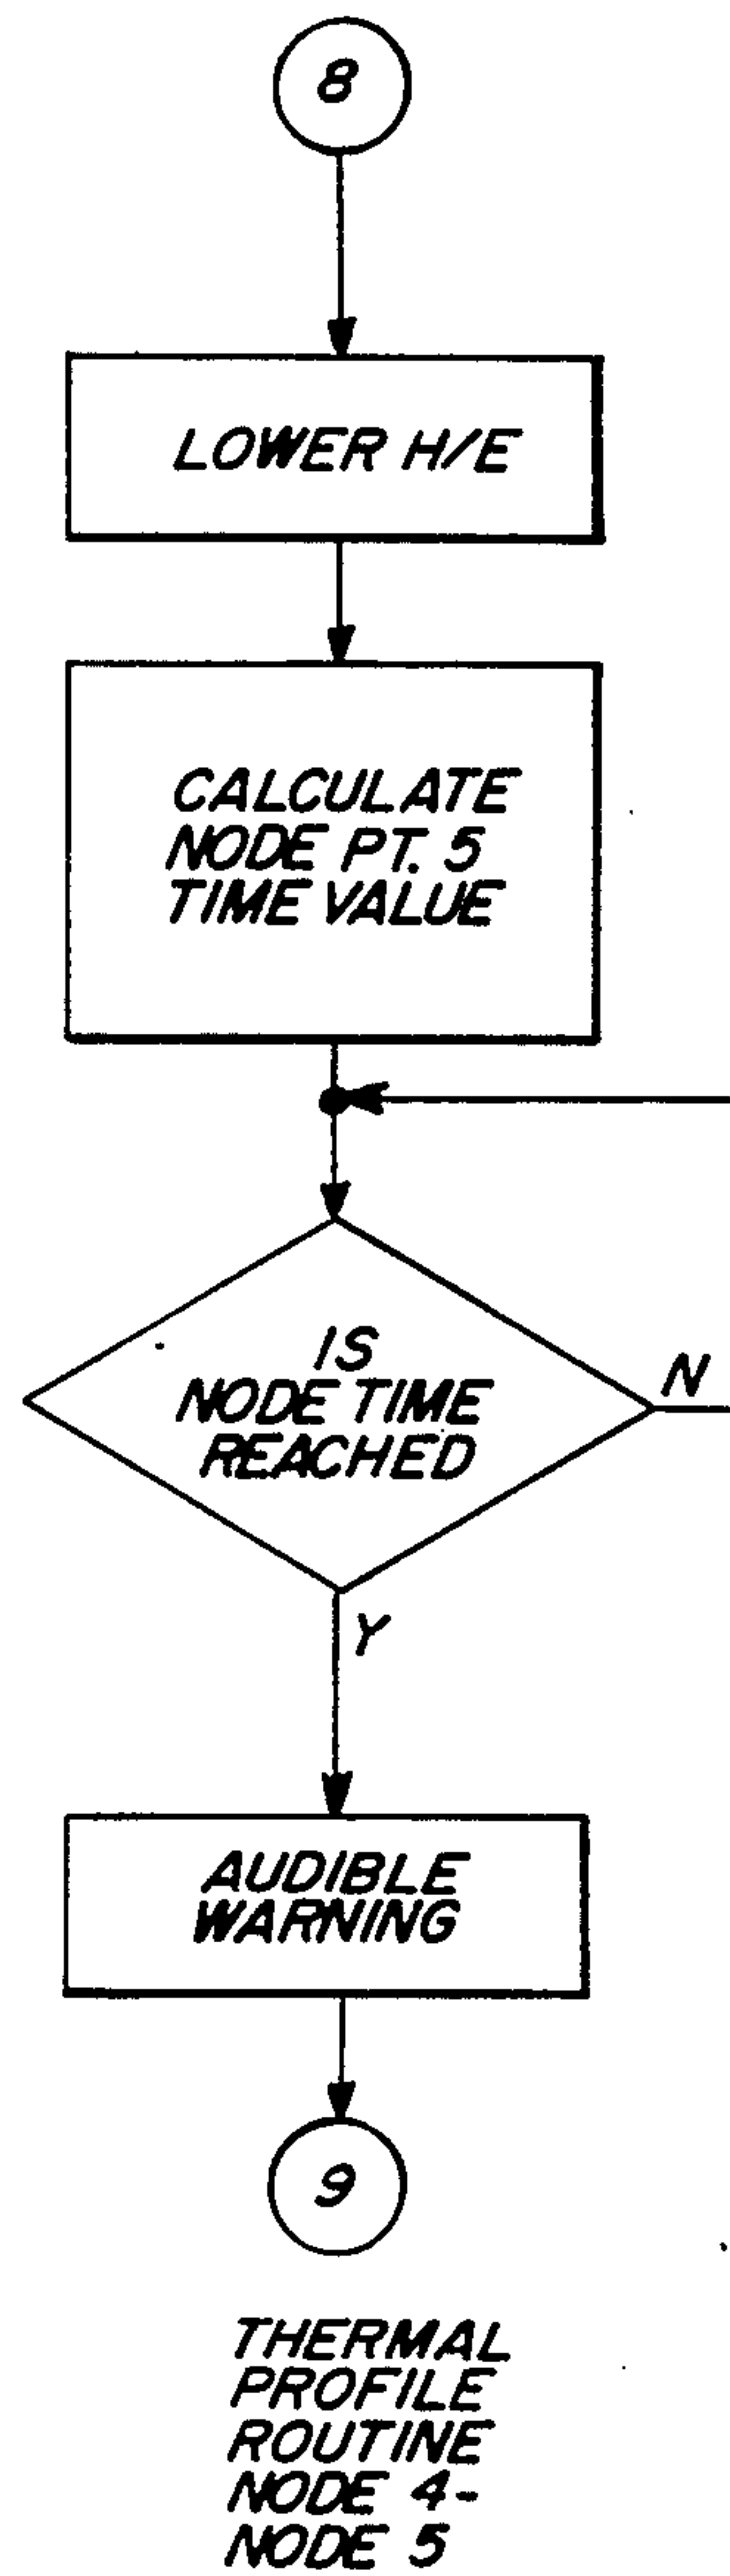 8
LOWER H/E
CALCULATE
NODE PT. 5
TIME VALUE
IS
NODE TIME
REACHED
N
Y
AUDIBLE
WARNING
9
THERMAL
PROFILE
ROUTINE
NODE 4-
NODE 5